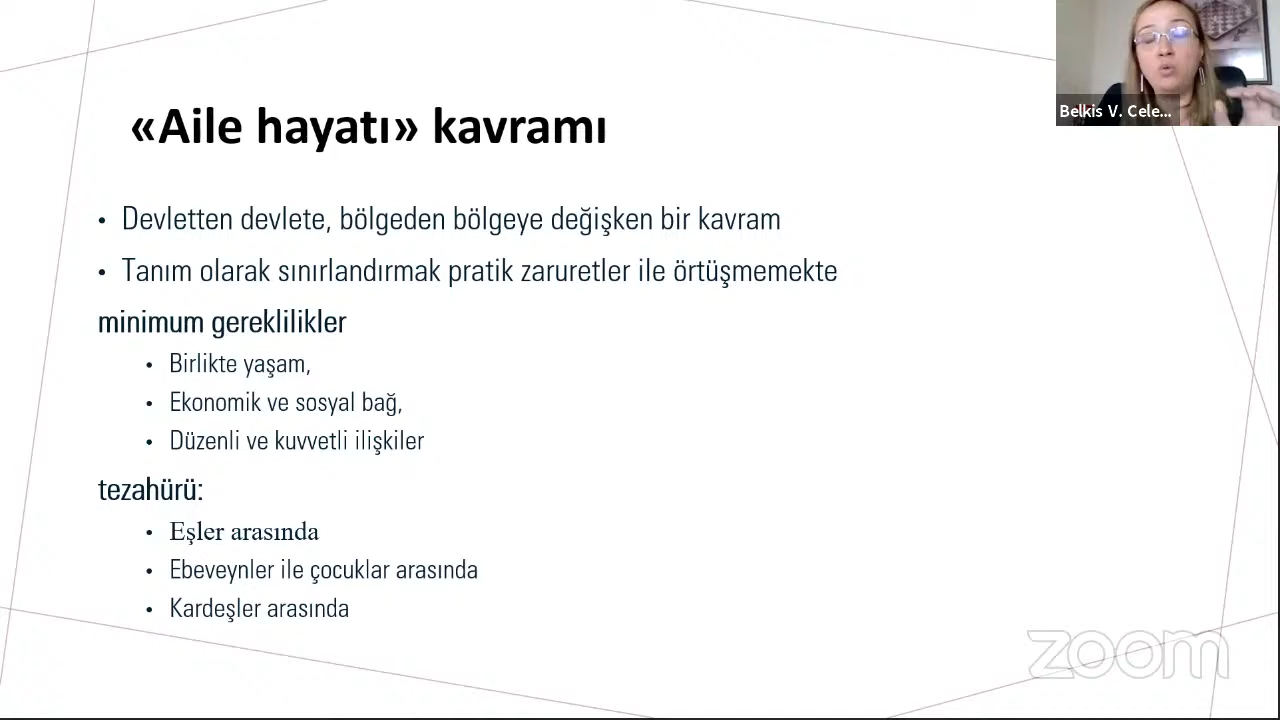 «Aile hayatı» kavramı
Belkis V. Cele...
• Devletten devlete, bölgeden bölgeye değişken bir kavram
• Tanım olarak sınırlandırmak pratik zaruretler ile örtüşmemekte
minimum gereklilikler
• Birlikte yaşam,
• Ekonomik ve sosyal bağ,
• Düzenli ve kuvvetli ilişkiler
tezahürü:
• Eşler arasında
• Ebeveynler ile çocuklar arasında
• Kardeşler arasında
zoom